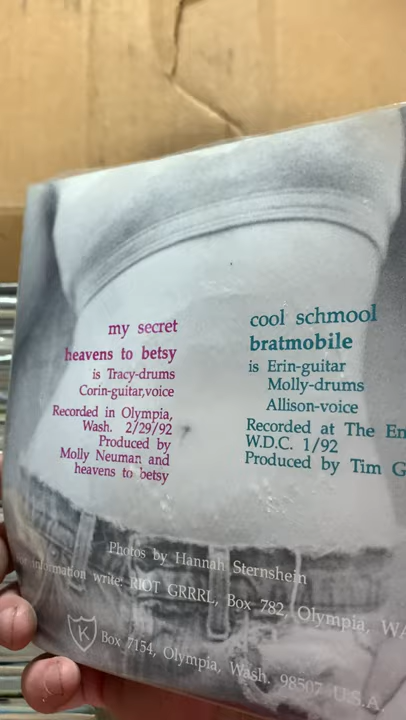 my secret
heavens to betsy
is Tracy-drums
Corin-guitar,voice
Recorded in Olympia,
Wash. 2/29/92
Produced by
Molly Neuman and
heavens to betsy
cool schmool
bratmobile
is Erin-guitar
Molly-drums
Allison-voice
Recorded at The En
W.D.C. 1/92
Produced by Tim G
Photos by Hannah Sternshein
information write: RIOT GRRRL, Box 782, Olympia, WA
K Box 7154, Olympia, Wash. 98507 U.S.A.